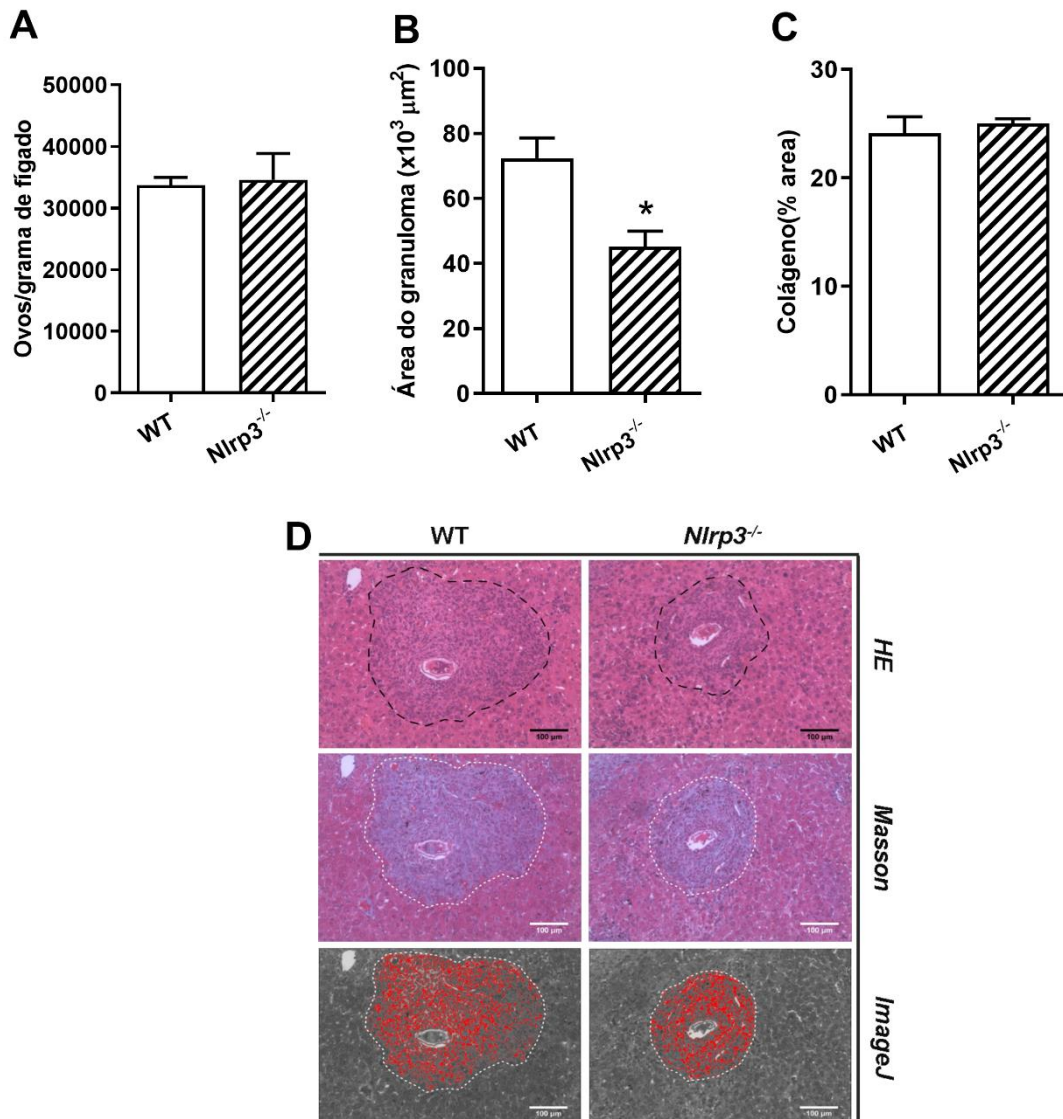 A
Ovos/grama de fígado
50000
40000
30000
20000
10000
0
WT
Nlrp3-/-
B
Área do granuloma (x10³ μm²)
100
80
60
40
20
0
*
WT
Nlrp3-/-
C
Colágeno(% area)
30
20
10
0
WT
Nlrp3-/-
D
WT
Nlrp3-/-
HE
100 μm
100 μm
Masson
100 μm
100 μm
ImageJ
100 μm
100 μm